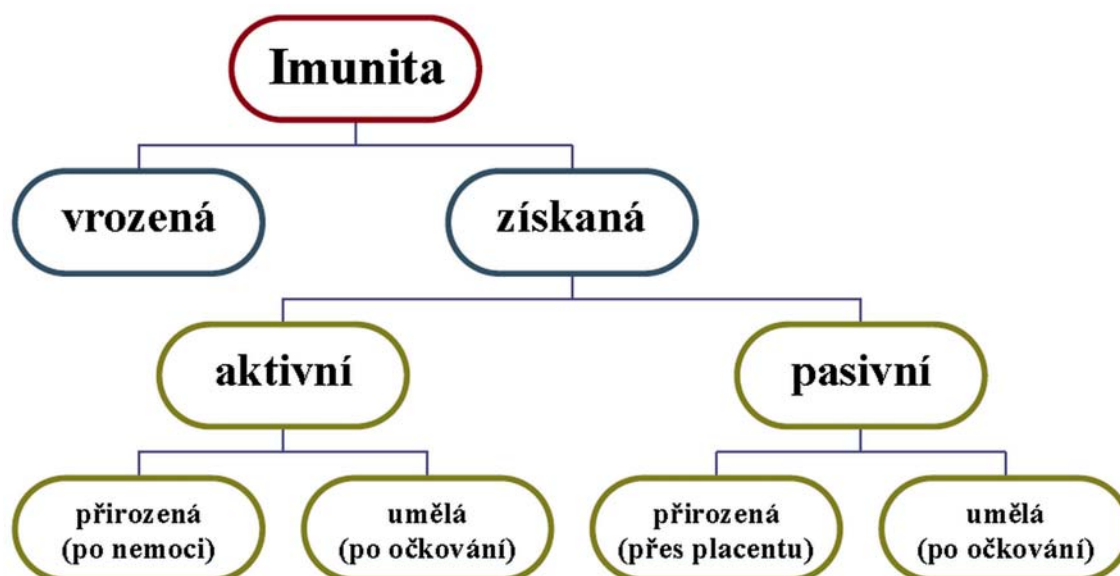 Imunita
vrozená
získaná
aktivní
pasivní
přirozená
(po nemoci)
umělá
(po očkování)
přirozená
(přes placentu)
umělá
(po očkování)